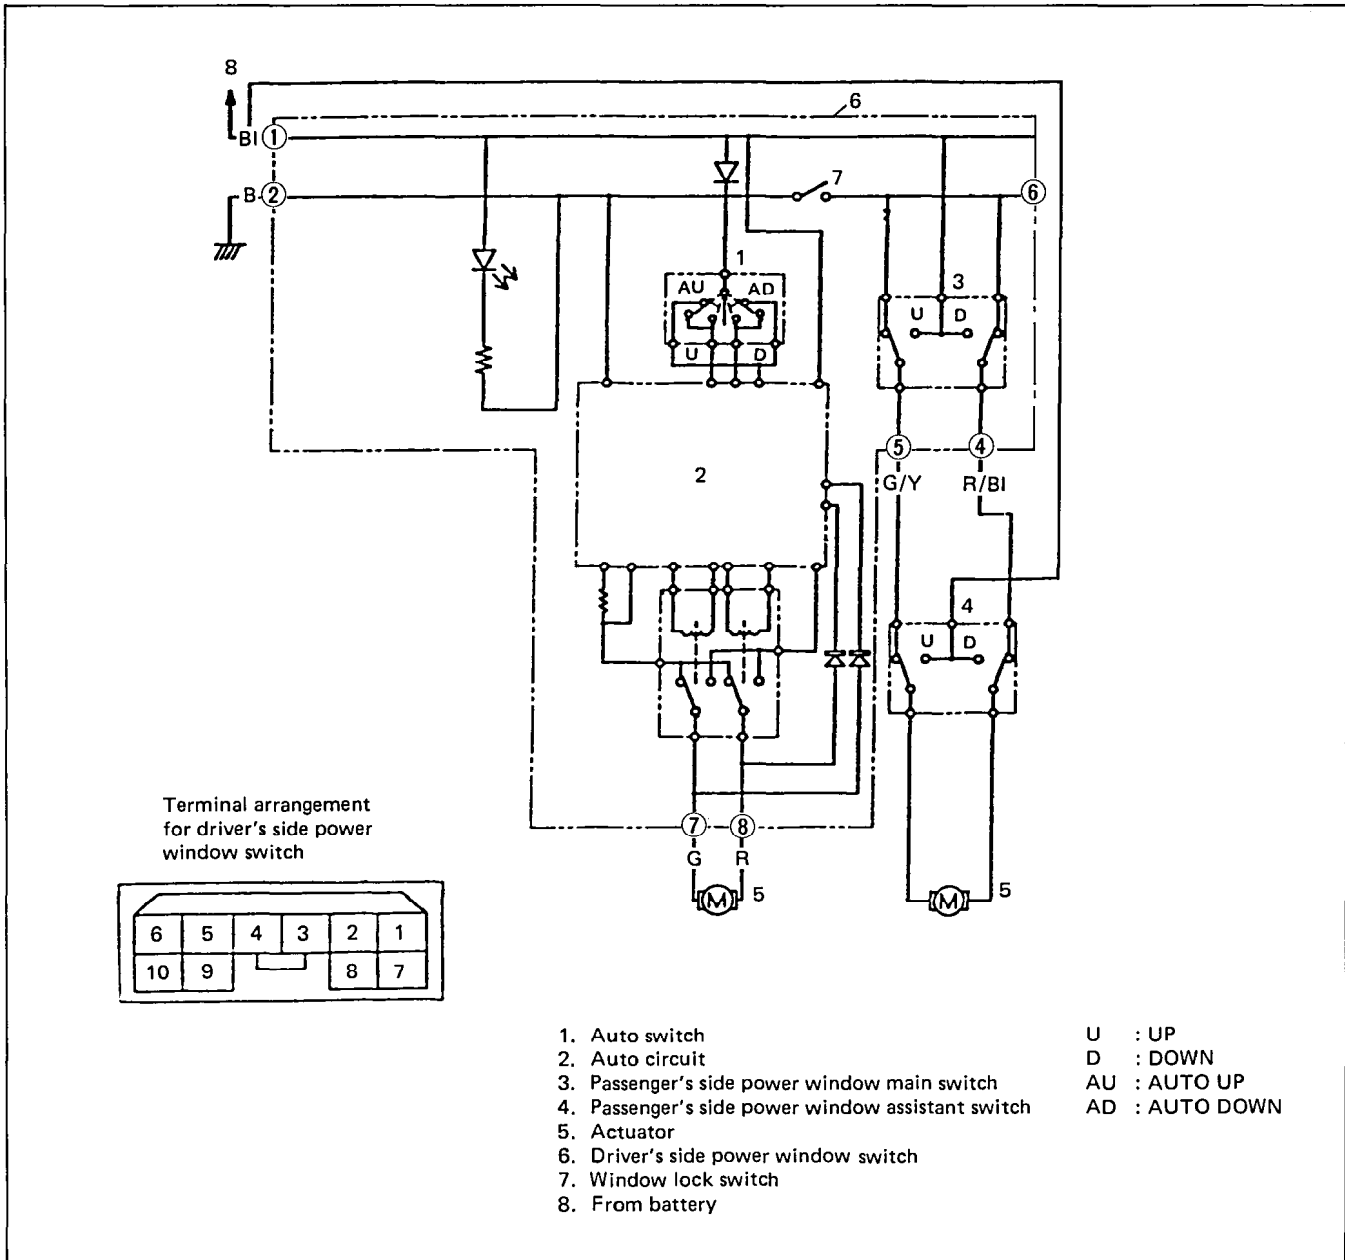 8
6
Bl 1
B 2
7
6
1
AU AD
U D
3
U D
2
5 4
G/Y R/Bl
4
U D
7 8
G R
M 5
M 5
Terminal arrangement
for driver's side power
window switch
6 5 4 3 2 1
10 9 8 7
1. Auto switch
2. Auto circuit
3. Passenger's side power window main switch
4. Passenger's side power window assistant switch
5. Actuator
6. Driver's side power window switch
7. Window lock switch
8. From battery
U : UP
D : DOWN
AU : AUTO UP
AD : AUTO DOWN